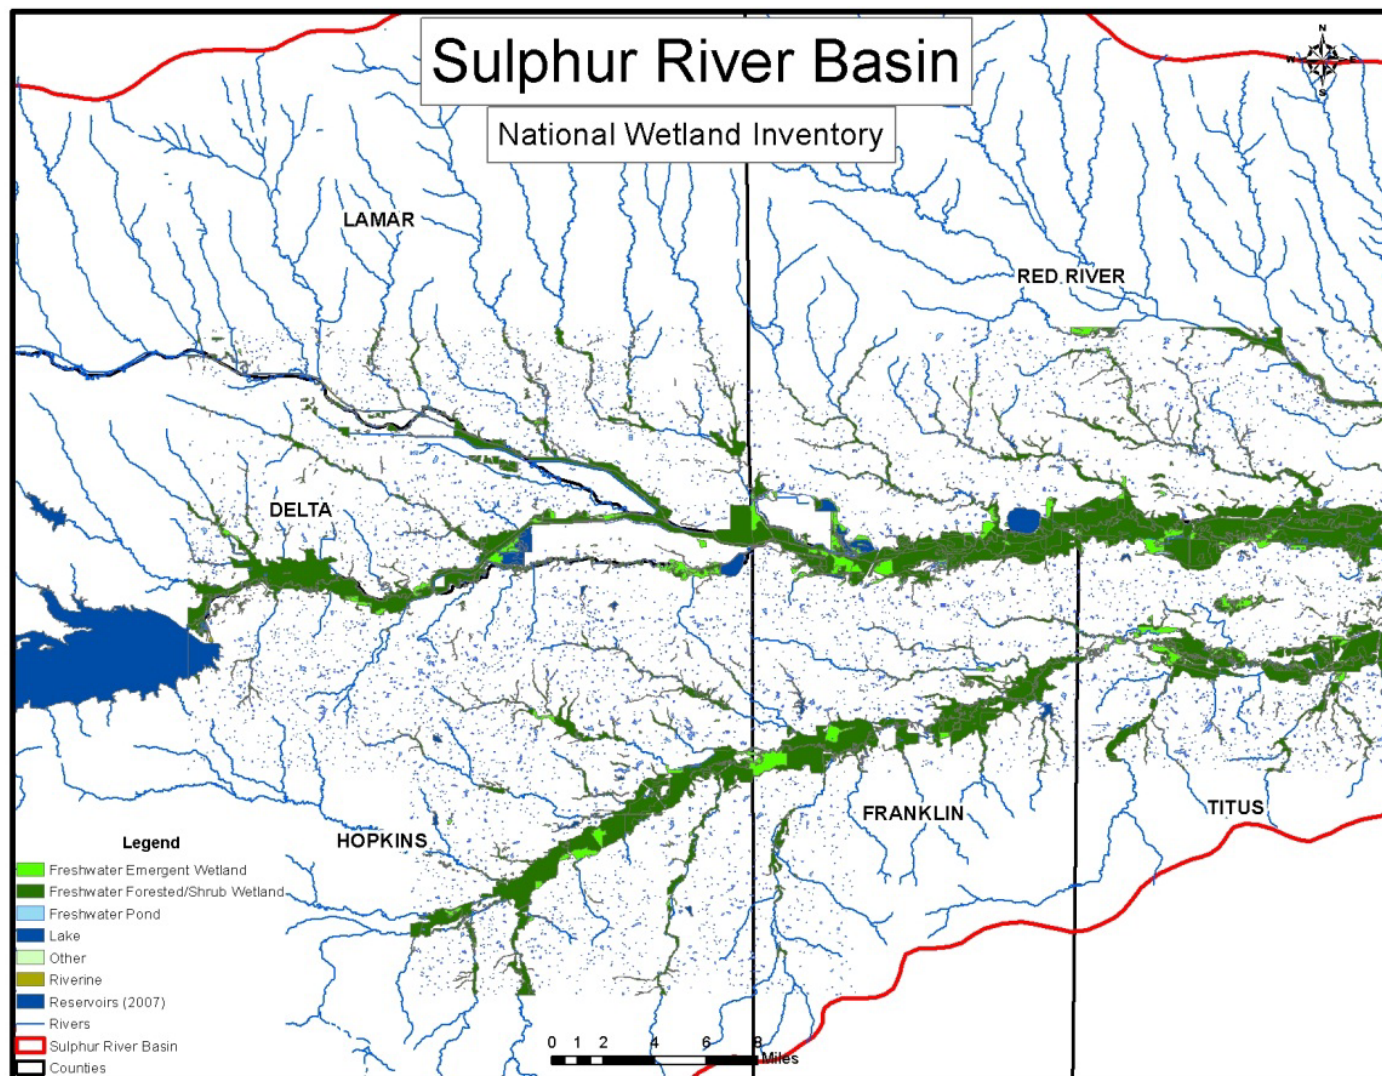 Sulphur River Basin
National Wetland Inventory
N
W E
S
LAMAR
RED RIVER
DELTA
HOPKINS
FRANKLIN
TITUS
Legend
Freshwater Emergent Wetland
Freshwater Forested/Shrub Wetland
Freshwater Pond
Lake
Other
Riverine
Reservoirs (2007)
Rivers
Sulphur River Basin
Counties
0 1 2 4 6 8
Miles